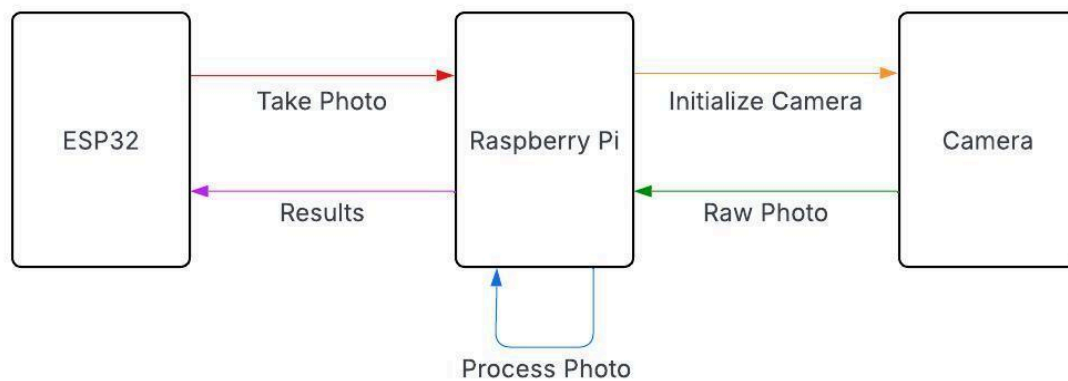 ESP32
Take Photo
Results
Raspberry Pi
Process Photo
Initialize Camera
Raw Photo
Camera